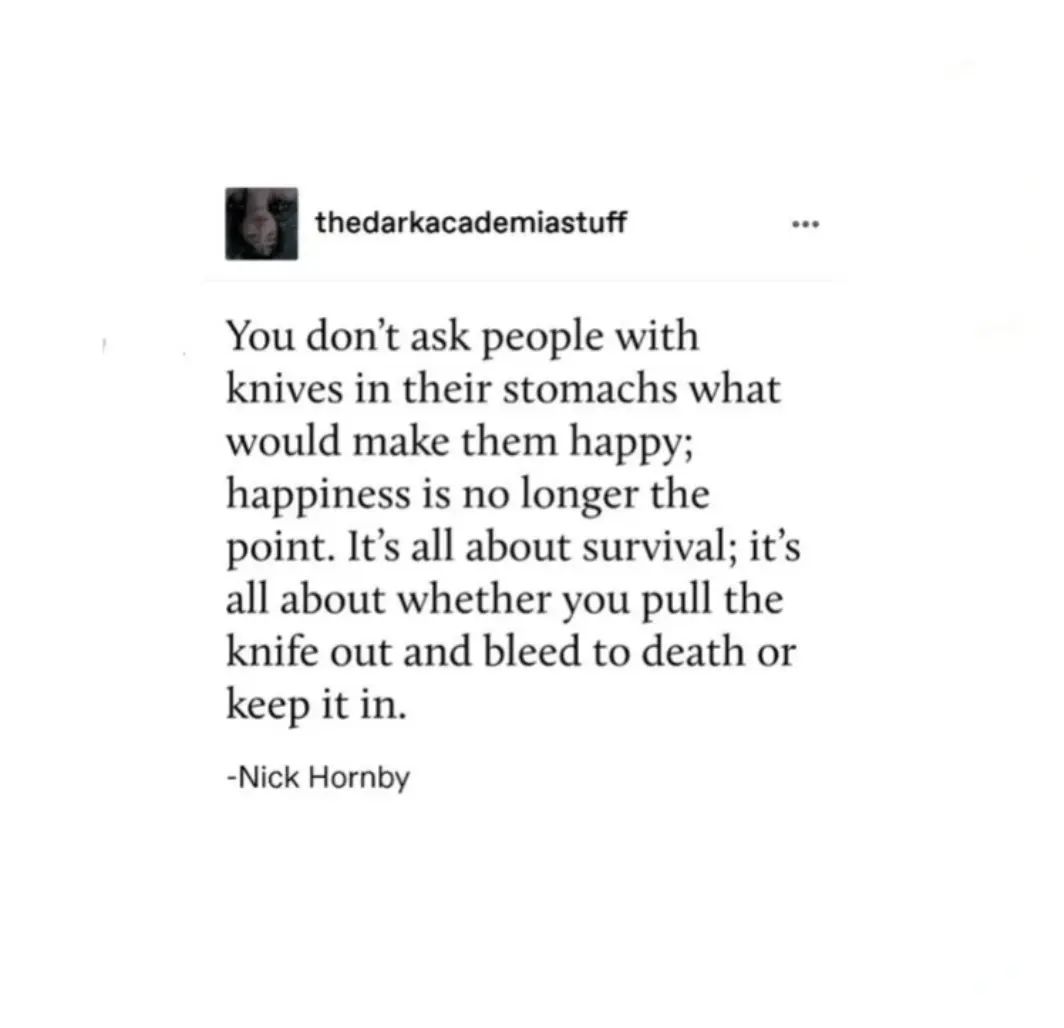 thedarkacademiastuff
You don’t ask people with
knives in their stomachs what
would make them happy;
happiness is no longer the
point. It’s all about survival; it’s
all about whether you pull the
knife out and bleed to death or
keep it in.
-Nick Hornby